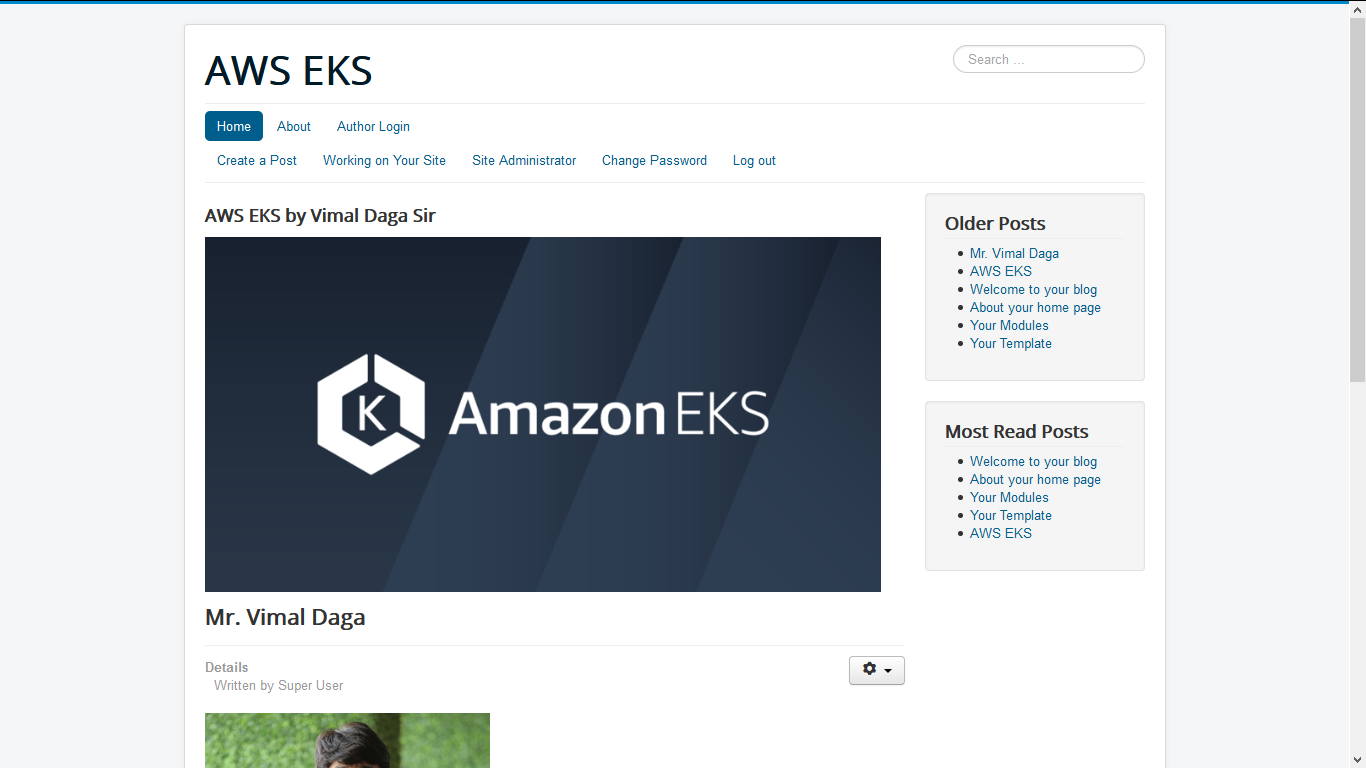 AWS EKS
Search ...
Home About Author Login
Create a Post Working on Your Site Site Administrator Change Password Log out
AWS EKS by Vimal Daga Sir
K Amazon EKS
Mr. Vimal Daga
Details
Written by Super User
Older Posts
Mr. Vimal Daga
AWS EKS
Welcome to your blog
About your home page
Your Modules
Your Template
Most Read Posts
Welcome to your blog
About your home page
Your Modules
Your Template
AWS EKS